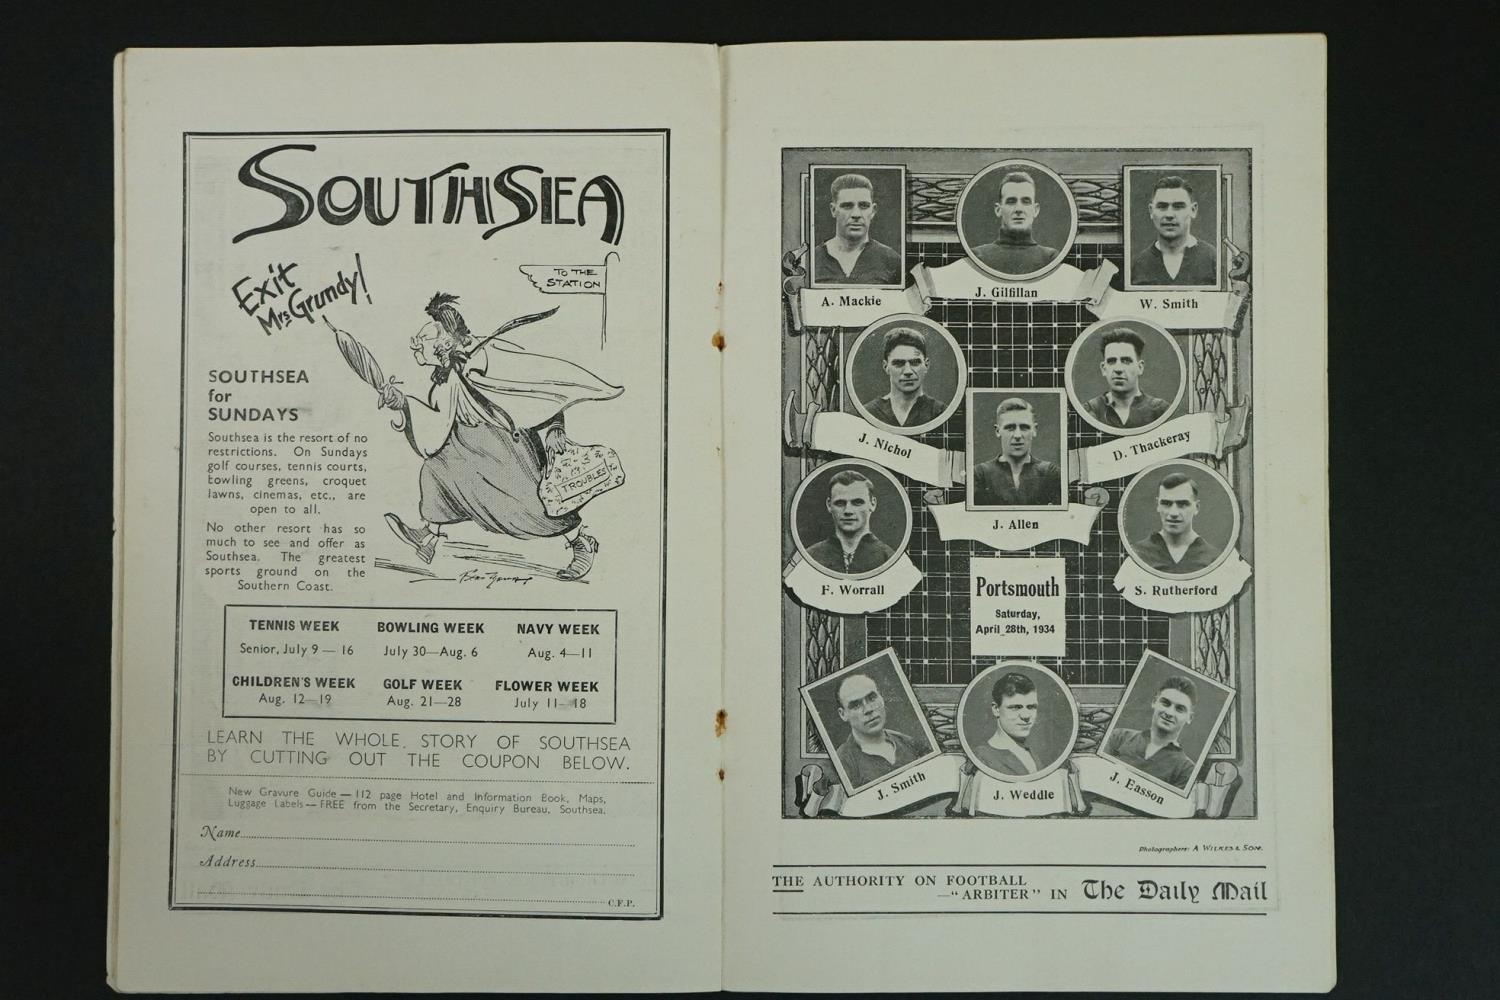 SOUTHSEA
Exit
Mrs Grundy!
TO THE
STATION
TROUBLES
SOUTHSEA
for
SUNDAYS
Southsea is the resort of no
restrictions. On Sundays
golf courses, tennis courts,
bowling greens, croquet
lawns, cinemas, etc., are
open to all.
No other resort has so
much to see and offer as
Southsea. The greatest
sports ground on the
Southern Coast.
TENNIS WEEK
Senior, July 9 — 16
BOWLING WEEK
July 30—Aug. 6
NAVY WEEK
Aug. 4—11
CHILDREN'S WEEK
Aug. 12—19
GOLF WEEK
Aug. 21—28
FLOWER WEEK
July 11—18
LEARN THE WHOLE STORY OF SOUTHSEA
BY CUTTING OUT THE COUPON BELOW.
New Gravure Guide — 112 page Hotel and Information Book, Maps,
Luggage Labels — FREE from the Secretary, Enquiry Bureau, Southsea.
Name
Address
C.F.P.
A. Mackie
J. Gilfillan
W. Smith
J. Nichol
D. Thackeray
J. Allen
F. Worrall
S. Rutherford
Portsmouth
Saturday,
April 28th, 1934
J. Smith
J. Weddle
J. Easson
Photographers: A. WILKES & SON.
THE AUTHORITY ON FOOTBALL
—"ARBITER" IN The Daily Mail